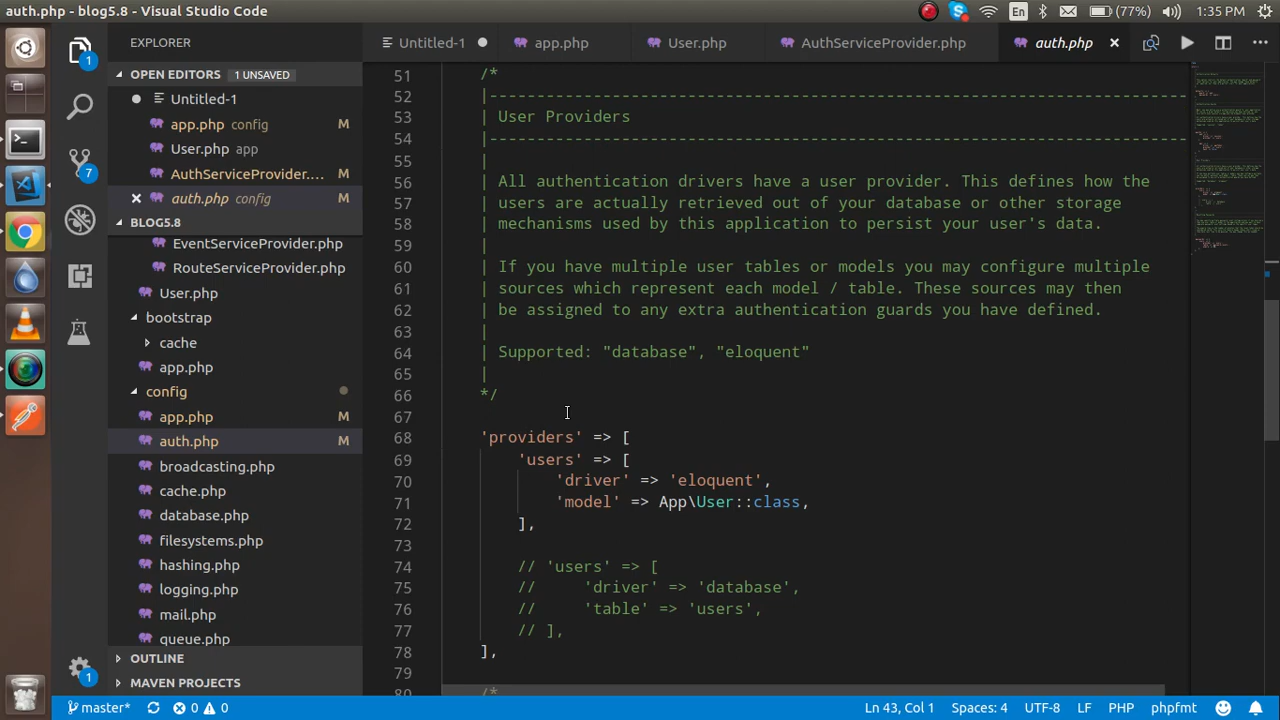 auth.php - blog5.8 - Visual Studio Code
En
(77%)
1:35 PM
EXPLORER
Untitled-1
app.php
User.php
AuthServiceProvider.php
auth.php
OPEN EDITORS 1 UNSAVED
Untitled-1
app.php config M
User.php app
AuthServiceProvider.... M
auth.php config M
BLOG5.8
EventServiceProvider.php
RouteServiceProvider.php
User.php
bootstrap
cache
app.php
config
app.php M
auth.php M
broadcasting.php
cache.php
database.php
filesystems.php
hashing.php
logging.php
mail.php
queue.php
OUTLINE
MAVEN PROJECTS
1
7
1
51 /*
52 |--------------------------------------------------------------------------
53 | User Providers
54 |--------------------------------------------------------------------------
55 |
56 | All authentication drivers have a user provider. This defines how the
57 | users are actually retrieved out of your database or other storage
58 | mechanisms used by this application to persist your user's data.
59 |
60 | If you have multiple user tables or models you may configure multiple
61 | sources which represent each model / table. These sources may then
62 | be assigned to any extra authentication guards you have defined.
63 |
64 | Supported: "database", "eloquent"
65 |
66 */
67
68 'providers' => [
69 'users' => [
70 'driver' => 'eloquent',
71 'model' => App\User::class,
72 ],
73
74 // 'users' => [
75 // 'driver' => 'database',
76 // 'table' => 'users',
77 // ],
78 ],
79
80 /*
master* 0 0
Ln 43, Col 1 Spaces: 4 UTF-8 LF PHP phpfmt